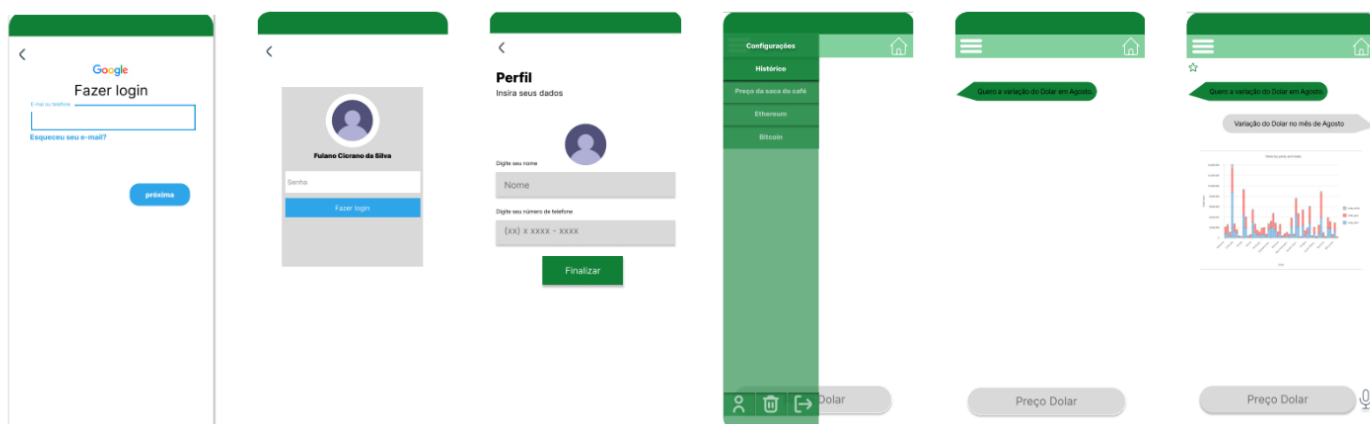 Google
Fazer login
E-mail ou telefone
Esqueceu seu e-mail?
próxima
Fulano Cicrano da Silva
Senha
Fazer login
Perfil
Insira seus dados
Digite seu nome
Nome
Digite seu número de telefone
(xx) x xxxx - xxxx
Finalizar
Configurações
Histórico
Preço da saca do café
Ethereum
Bitcoin
Dolar
Quero a variação do Dolar em Agosto.
Preço Dolar
Quero a variação do Dolar em Agosto.
Variação do Dolar no mês de Agosto
Preço Dolar